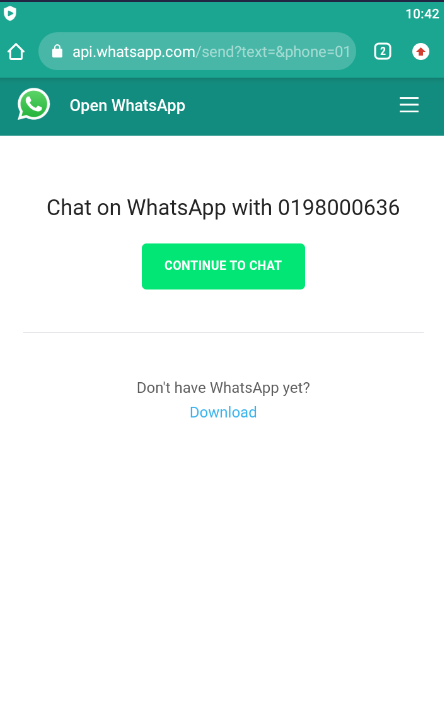 10:42
api.whatsapp.com/send?text=&phone=01
2
Open WhatsApp
Chat on WhatsApp with 0198000636
CONTINUE TO CHAT
Don't have WhatsApp yet?
Download